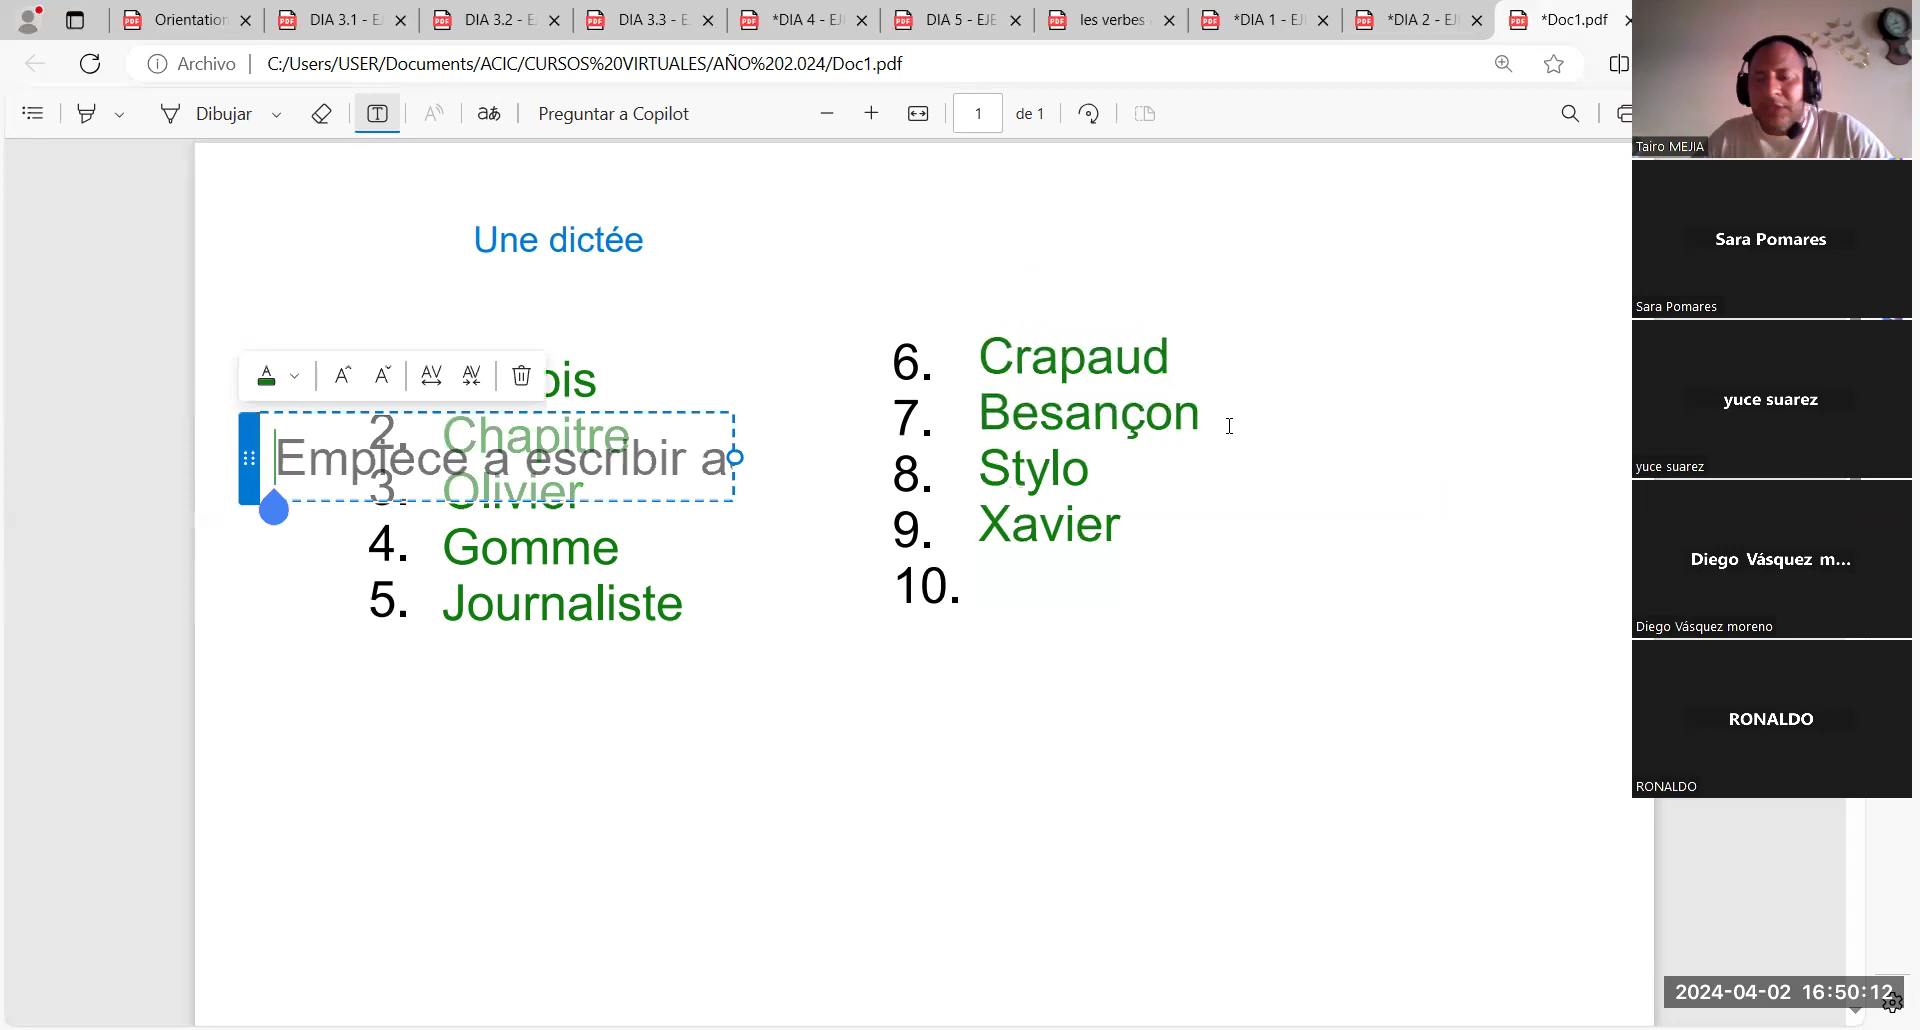 Orientation
DIA 3.1 - E
DIA 3.2 - E
DIA 3.3 - E
*DIA 4 - EJ
DIA 5 - EJE
les verbes
*DIA 1 - EJ
*DIA 2 - EJ
*Doc1.pdf
Archivo
C:/Users/USER/Documents/ACIC/CURSOS%20VIRTUALES/AÑO%202.024/Doc1.pdf
Dibujar
Preguntar a Copilot
1
de 1
Une dictée
ois
2. Chapitre
Empiece a escribir a
3. Olivier
4. Gomme
5. Journaliste
6. Crapaud
7. Besançon
8. Stylo
9. Xavier
10.
Tairo MEJIA
Sara Pomares
Sara Pomares
yuce suarez
yuce suarez
Diego Vásquez m...
Diego Vásquez moreno
RONALDO
RONALDO
2024-04-02 16:50:12